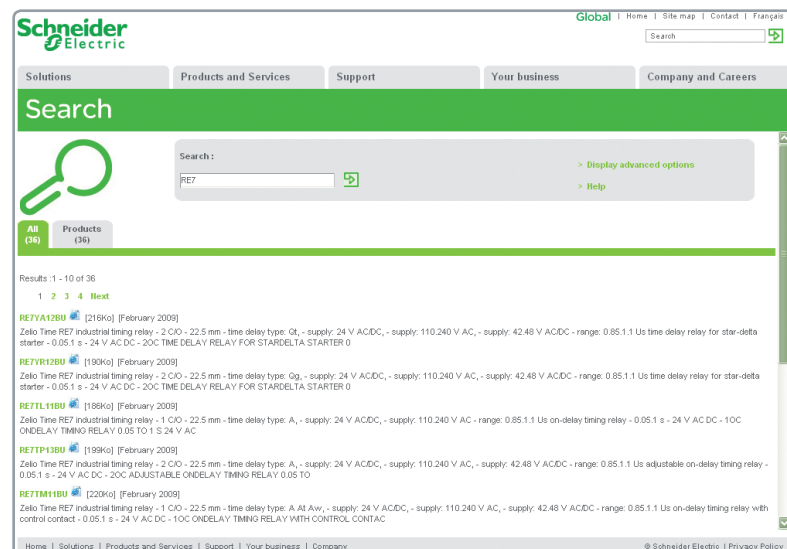 Global | Home | Site map | Contact | Français
Schneider
Electric
Search
Solutions Products and Services Support Your business Company and Careers
Search
Search :
RE7
> Display advanced options
> Help
All
(36)
Products
(36)
Results :1 - 10 of 36
1 2 3 4 Next
RE7YA12BU [216Ko] [February 2009]
Zelio Time RE7 industrial timing relay - 2 C/O - 22.5 mm - time delay type: Qt, - supply: 24 V AC/DC, - supply: 110.240 V AC, - supply: 42.48 V AC/DC - range: 0.85.1.1 Us time delay relay for star-delta
starter - 0.05.1 s - 24 V AC DC - 2OC TIME DELAY RELAY FOR STARDELTA STARTER 0
RE7YR12BU [190Ko] [February 2009]
Zelio Time RE7 industrial timing relay - 2 C/O - 22.5 mm - time delay type: Qg, - supply: 24 V AC/DC, - supply: 110.240 V AC, - supply: 42.48 V AC/DC - range: 0.85.1.1 Us time delay relay for star-delta
starter - 0.05.1 s - 24 V AC DC - 2OC TIME DELAY RELAY FOR STARDELTA STARTER 0
RE7TL11BU [186Ko] [February 2009]
Zelio Time RE7 industrial timing relay - 1 C/O - 22.5 mm - time delay type: A, - supply: 24 V AC/DC, - supply: 110.240 V AC - range: 0.85.1.1 Us on-delay timing relay - 0.05.1 s - 24 V AC DC - 1OC
ONDELAY TIMING RELAY 0.05 TO 1 S 24 V AC
RE7TP13BU [199Ko] [February 2009]
Zelio Time RE7 industrial timing relay - 2 C/O - 22.5 mm - time delay type: A, - supply: 24 V AC/DC, - supply: 110.240 V AC, - supply: 42.48 V AC/DC - range: 0.85.1.1 Us adjustable on-delay timing relay -
0.05.1 s - 24 V AC DC - 2OC ADJUSTABLE ONDELAY TIMING RELAY 0.05 TO
RE7TM11BU [220Ko] [February 2009]
Zelio Time RE7 industrial timing relay - 1 C/O - 22.5 mm - time delay type: A At Aw, - supply: 24 V AC/DC, - supply: 110.240 V AC, - supply: 42.48 V AC/DC - range: 0.85.1.1 Us on-delay timing relay with
control contact - 0.05.1 s - 24 V AC DC - 1OC ONDELAY TIMING RELAY WITH CONTROL CONTAC
Home | Solutions | Products and Services | Support | Your business | Company © Schneider Electric | Privacy Policy